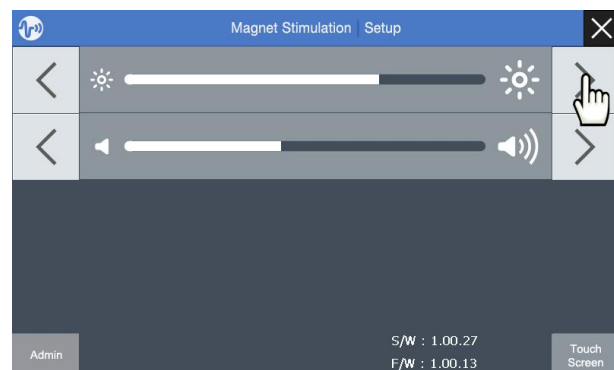 Magnet Stimulation | Setup
S/W : 1.00.27
F/W : 1.00.13
Admin
Touch
Screen